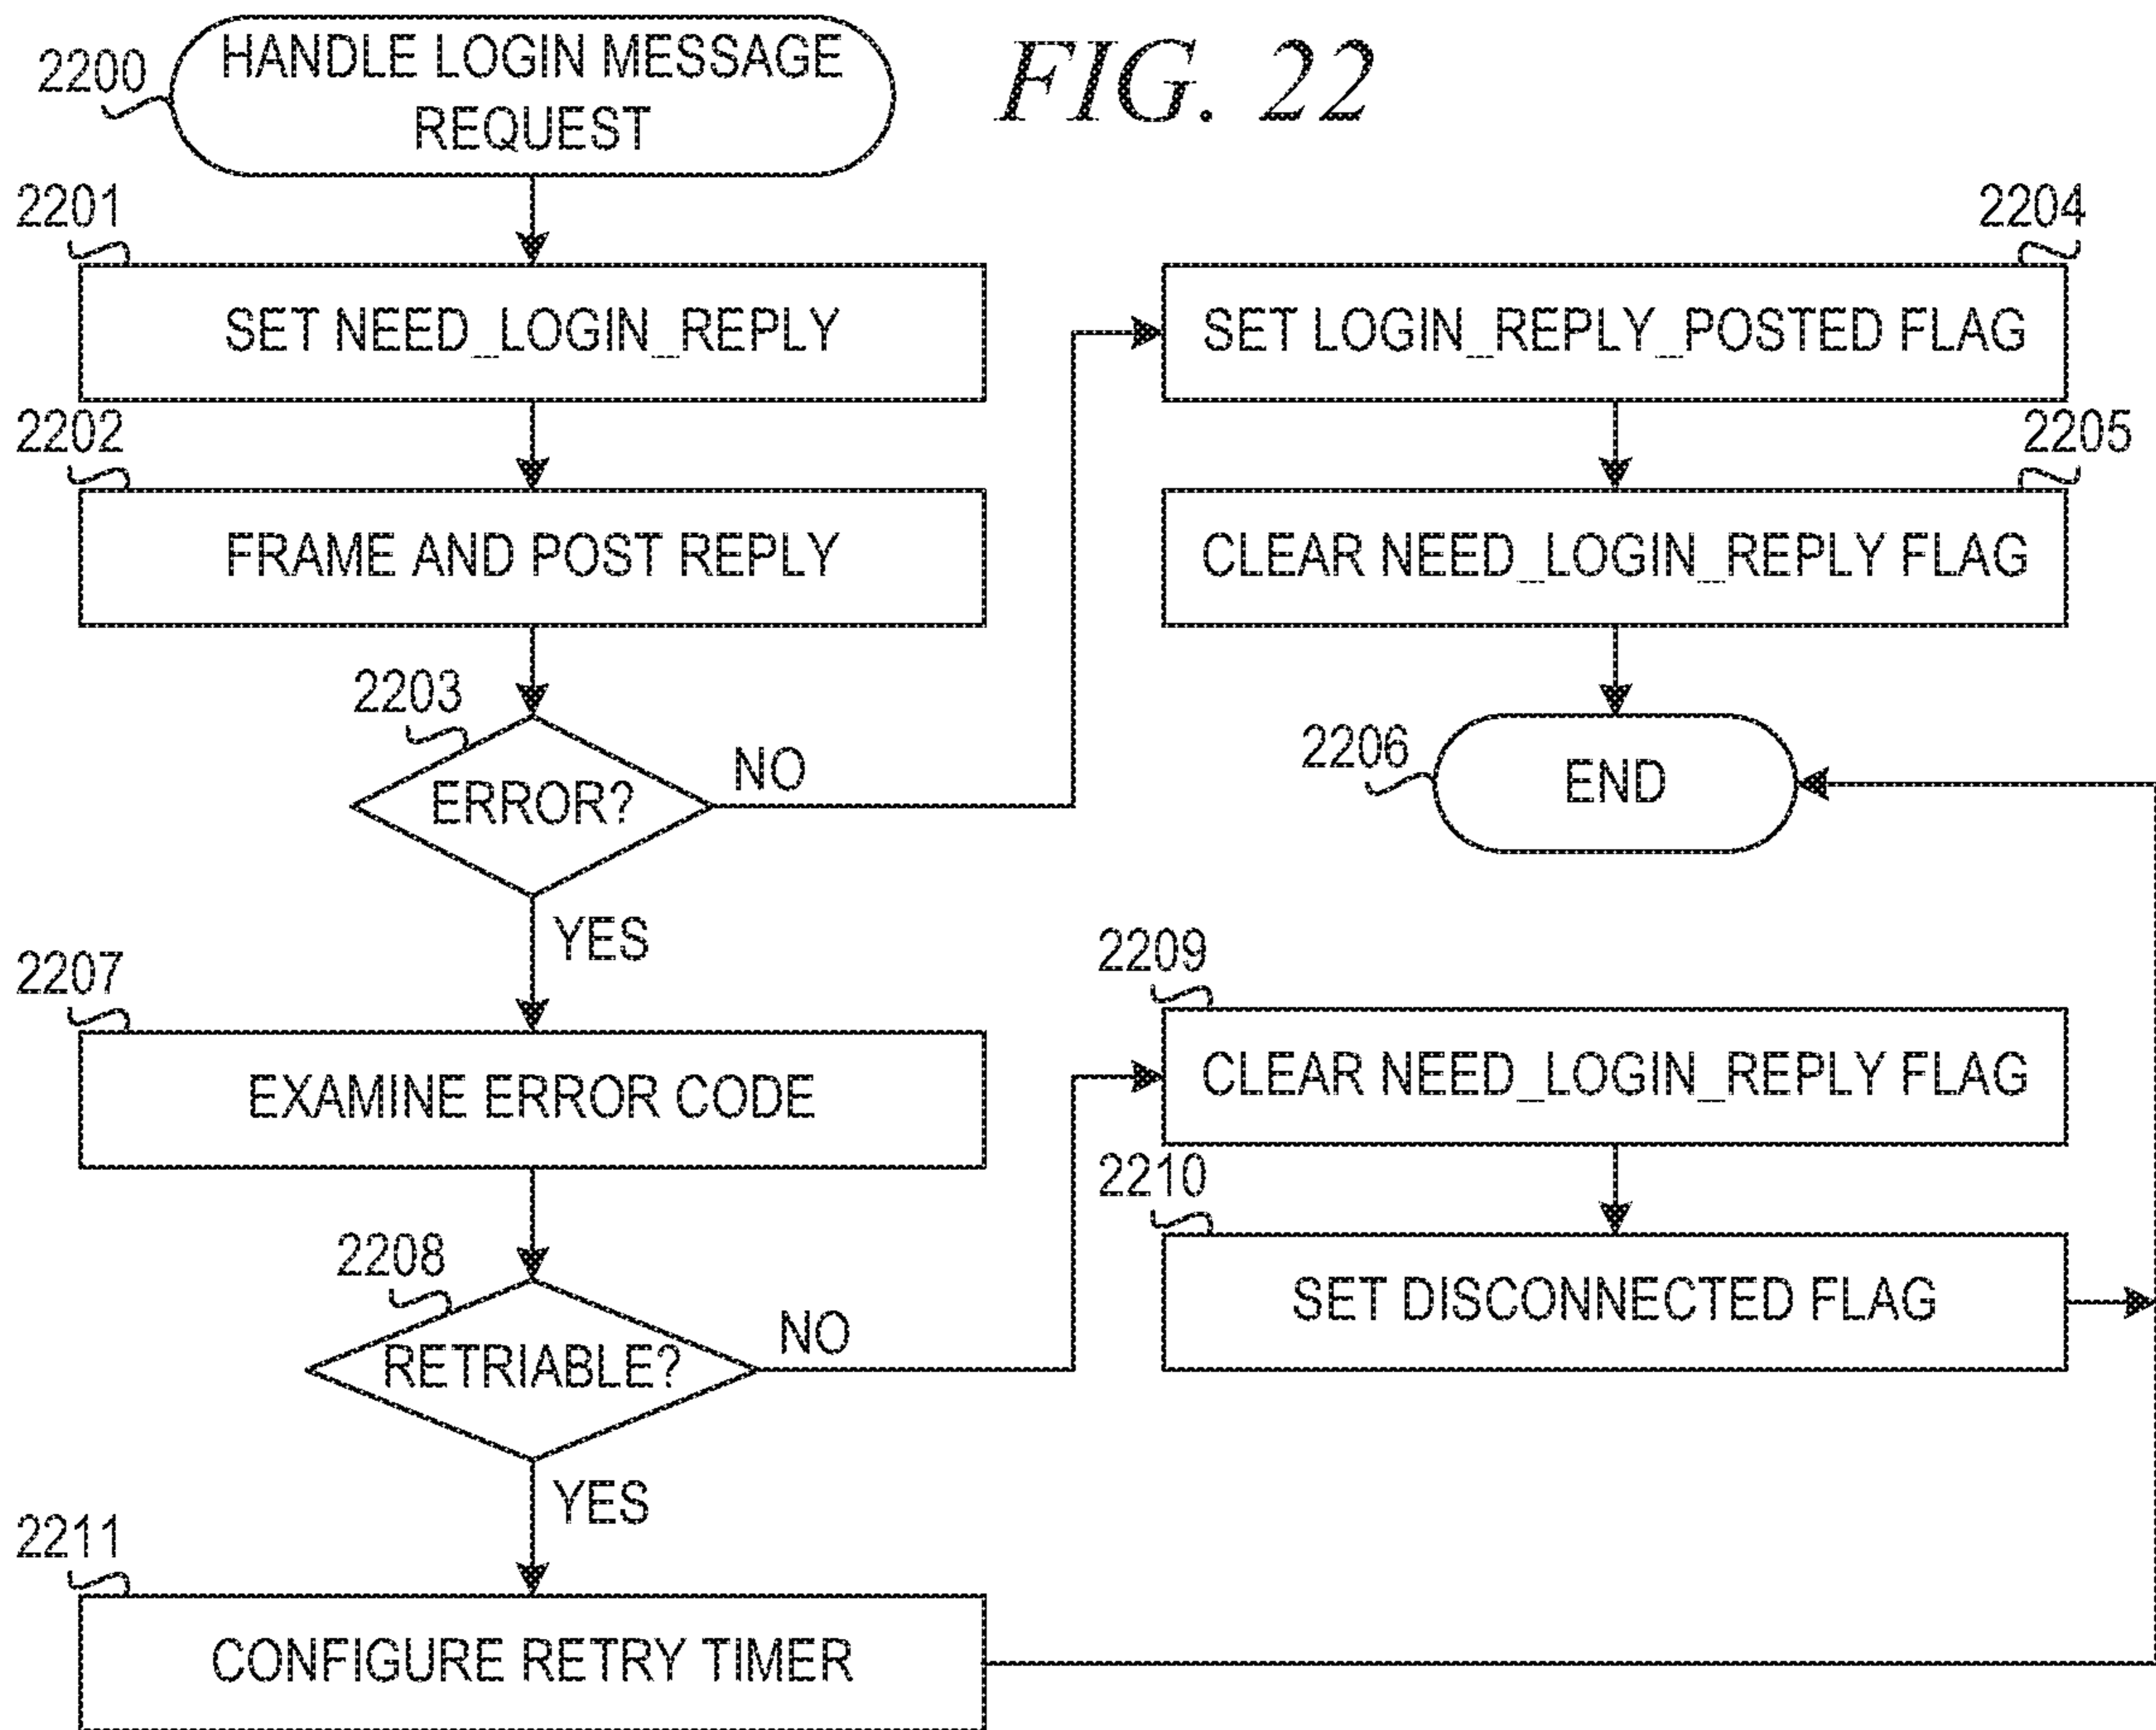 FIG. 22
2200
HANDLE LOGIN MESSAGE
REQUEST
2201
SET NEED_LOGIN_REPLY
2202
FRAME AND POST REPLY
2203
ERROR?
NO
YES
2204
SET LOGIN_REPLY_POSTED FLAG
2205
CLEAR NEED_LOGIN_REPLY FLAG
2206
END
2207
EXAMINE ERROR CODE
2208
RETRIABLE?
NO
YES
2209
CLEAR NEED_LOGIN_REPLY FLAG
2210
SET DISCONNECTED FLAG
2211
CONFIGURE RETRY TIMER